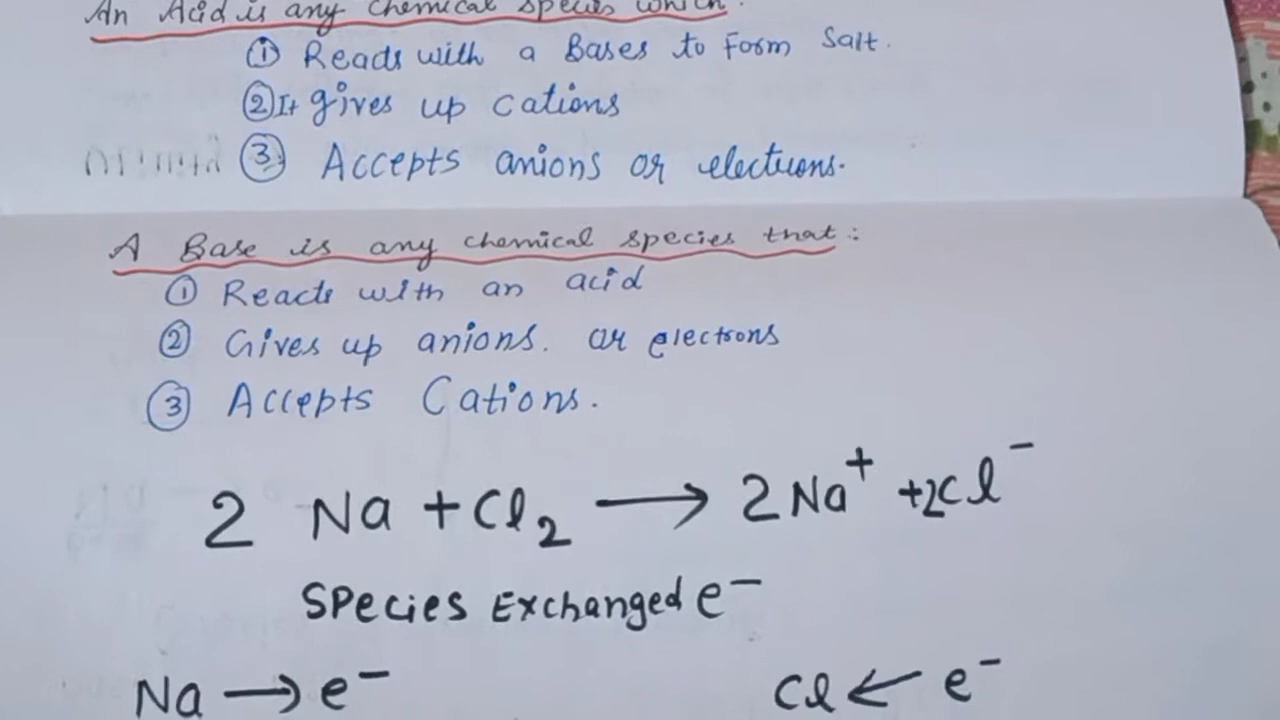 An Acid is any chemical species which.
① Reads with a Bases to Form Salt.
② It gives up cations
③ Accepts anions or electrons.
A Base is any chemical species that:
① Reacts with an acid
② Gives up anions. or electrons
③ Accepts Cations.
2 Na + Cl₂ ⟶ 2Na⁺ + 2Cl⁻
SPecies Exchanged e⁻
Na ⟶ e⁻ Cl ⟵ e⁻